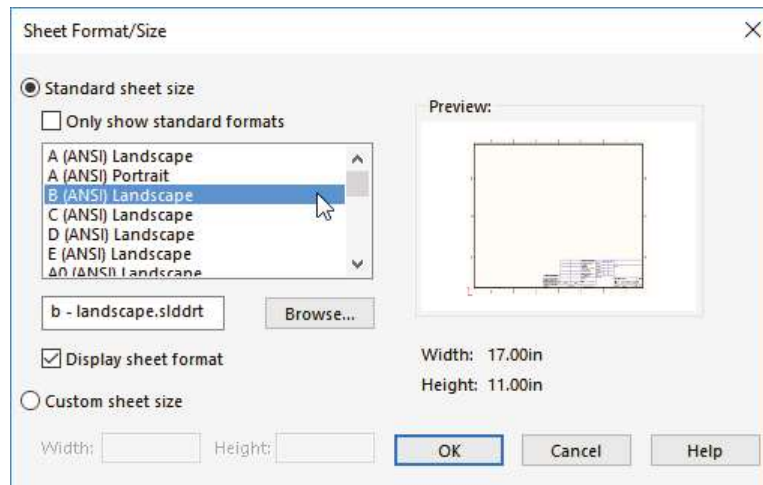 Sheet Format/Size
Standard sheet size
Only show standard formats
A (ANSI) Landscape
A (ANSI) Portrait
B (ANSI) Landscape
C (ANSI) Landscape
D (ANSI) Landscape
E (ANSI) Landscape
A0 (ANSI) Landscape
b - landscape.slddrt
Browse...
Display sheet format
Custom sheet size
Width:
Height:
Preview:
Width: 17.00in
Height: 11.00in
OK
Cancel
Help